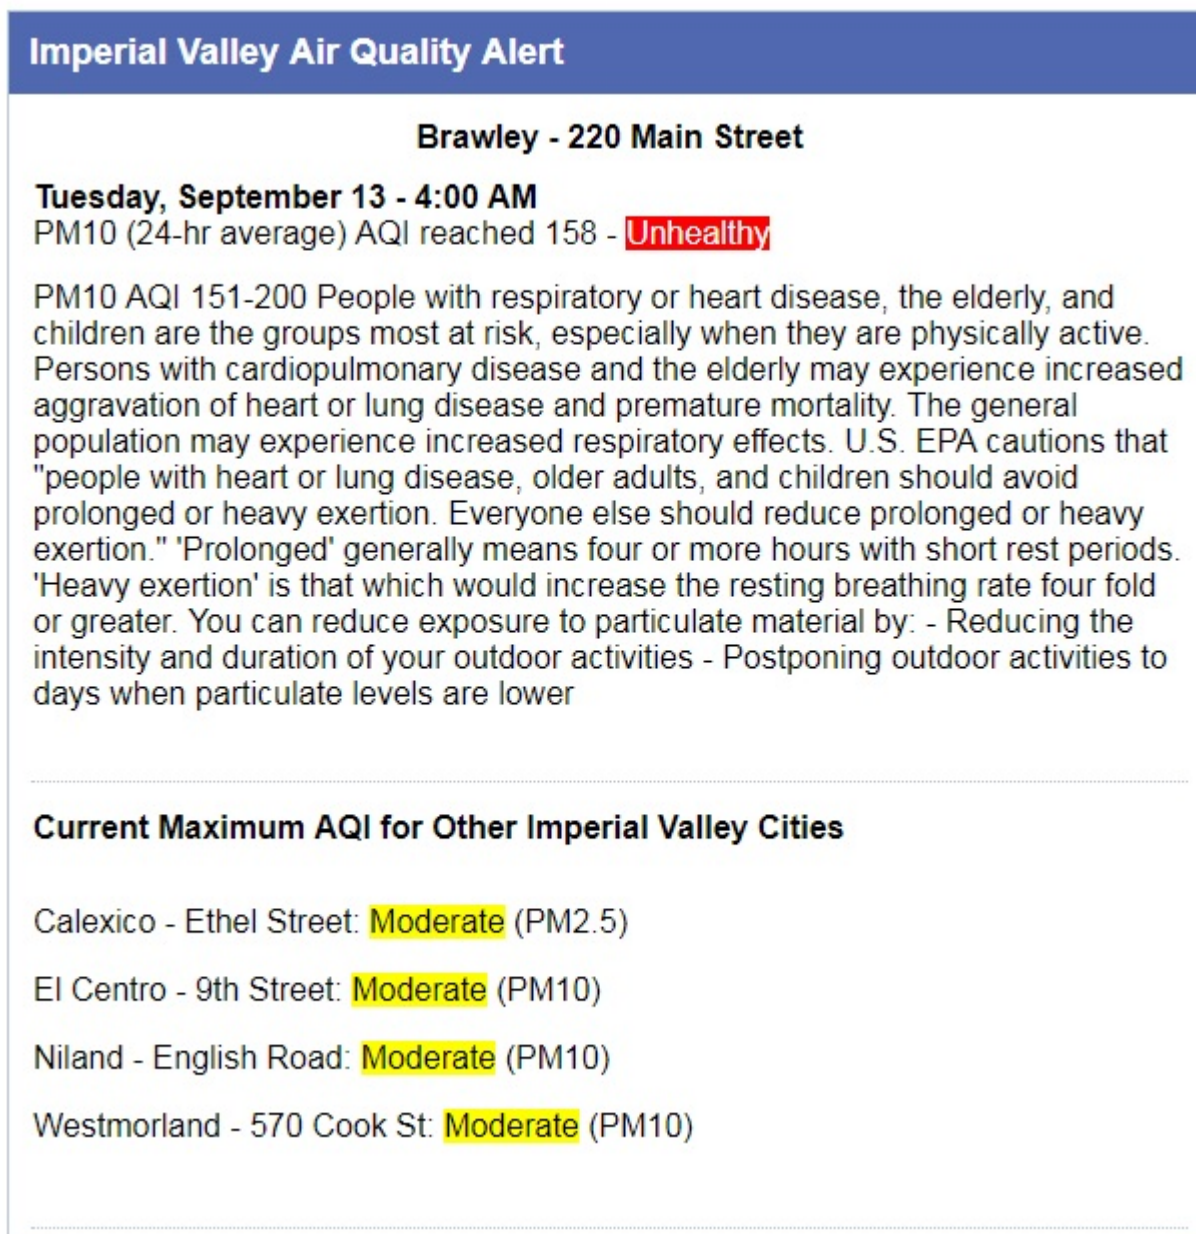 Imperial Valley Air Quality Alert
Brawley - 220 Main Street
Tuesday, September 13 - 4:00 AM
PM10 (24-hr average) AQI reached 158 - Unhealthy
PM10 AQI 151-200 People with respiratory or heart disease, the elderly, and
children are the groups most at risk, especially when they are physically active.
Persons with cardiopulmonary disease and the elderly may experience increased
aggravation of heart or lung disease and premature mortality. The general
population may experience increased respiratory effects. U.S. EPA cautions that
"people with heart or lung disease, older adults, and children should avoid
prolonged or heavy exertion. Everyone else should reduce prolonged or heavy
exertion." 'Prolonged' generally means four or more hours with short rest periods.
'Heavy exertion' is that which would increase the resting breathing rate four fold
or greater. You can reduce exposure to particulate material by: - Reducing the
intensity and duration of your outdoor activities - Postponing outdoor activities to
days when particulate levels are lower
Current Maximum AQI for Other Imperial Valley Cities
Calexico - Ethel Street: Moderate (PM2.5)
El Centro - 9th Street: Moderate (PM10)
Niland - English Road: Moderate (PM10)
Westmorland - 570 Cook St: Moderate (PM10)